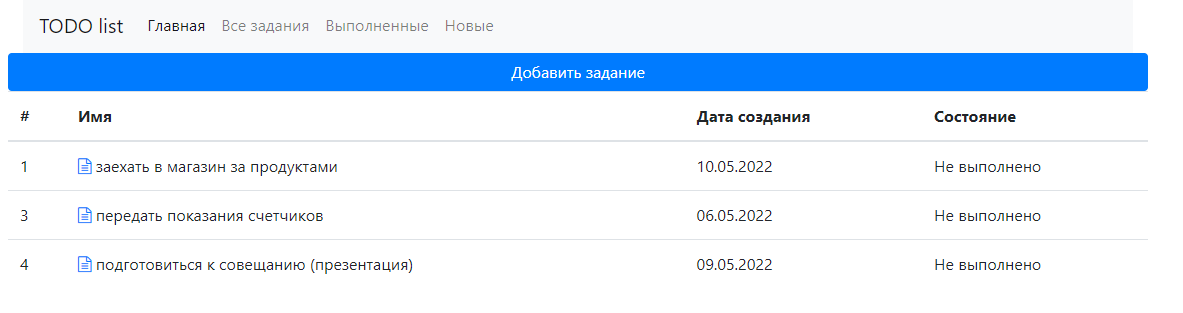 TODO list Главная Все задания Выполненные Новые
Добавить задание
# Имя Дата создания Состояние
1 заехать в магазин за продуктами 10.05.2022 Не выполнено
3 передать показания счетчиков 06.05.2022 Не выполнено
4 подготовиться к совещанию (презентация) 09.05.2022 Не выполнено